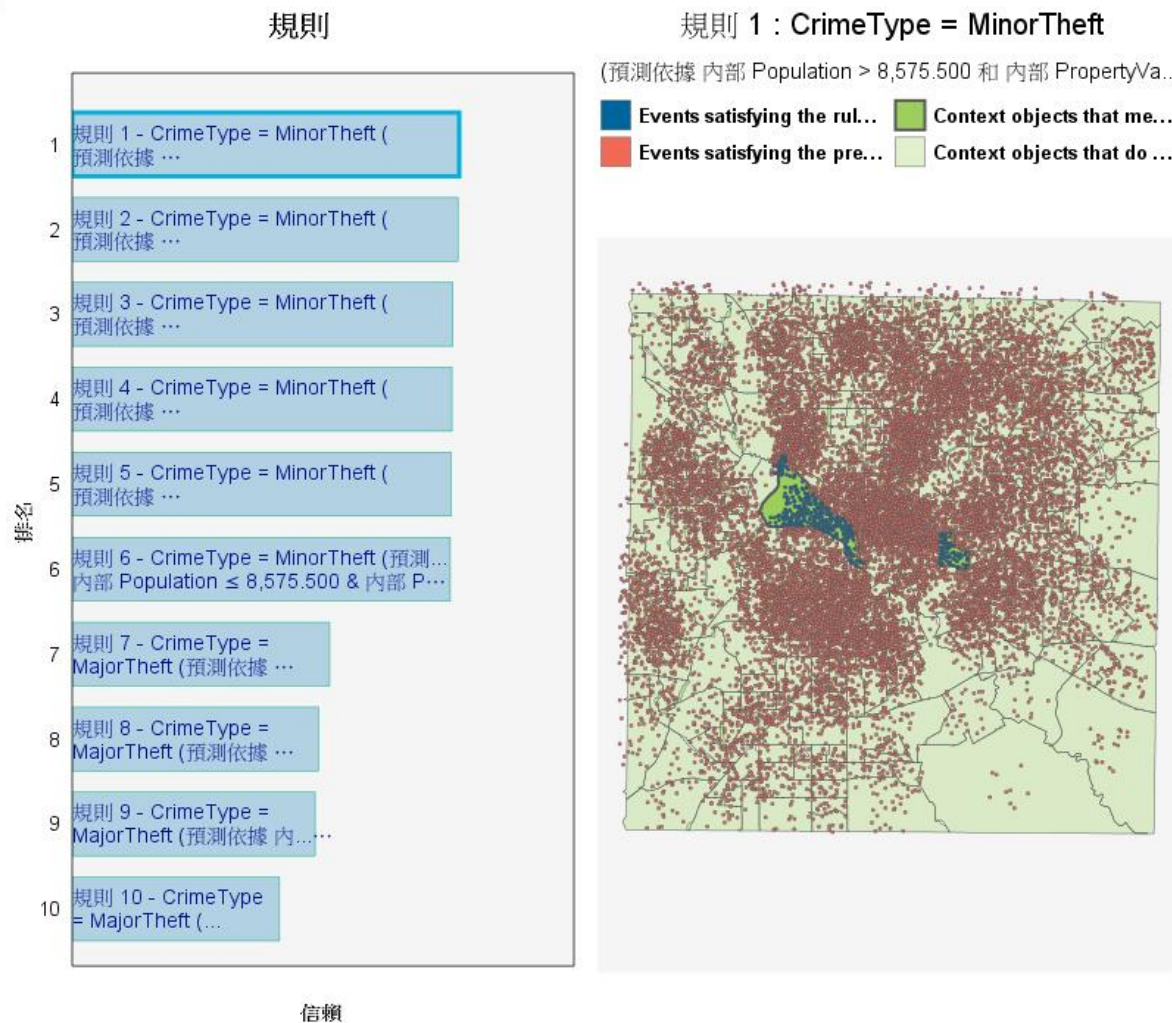 規則
1
規則 1 - CrimeType = MinorTheft (
預測依據 …
2
規則 2 - CrimeType = MinorTheft (
預測依據 …
3
規則 3 - CrimeType = MinorTheft (
預測依據 …
4
規則 4 - CrimeType = MinorTheft (
預測依據 …
5
規則 5 - CrimeType = MinorTheft (
預測依據 …
6
規則 6 - CrimeType = MinorTheft (預測...
內部 Population ≤ 8,575.500 & 內部 P…
7
規則 7 - CrimeType =
MajorTheft (預測依據 …
8
規則 8 - CrimeType =
MajorTheft (預測依據 …
9
規則 9 - CrimeType =
MajorTheft (預測依據 內...…
10
規則 10 - CrimeType
= MajorTheft (...
排名
信賴
規則 1 : CrimeType = MinorTheft
(預測依據 內部 Population > 8,575.500 和 內部 PropertyVa...
Events satisfying the rul...
Context objects that me...
Events satisfying the pre...
Context objects that do ...